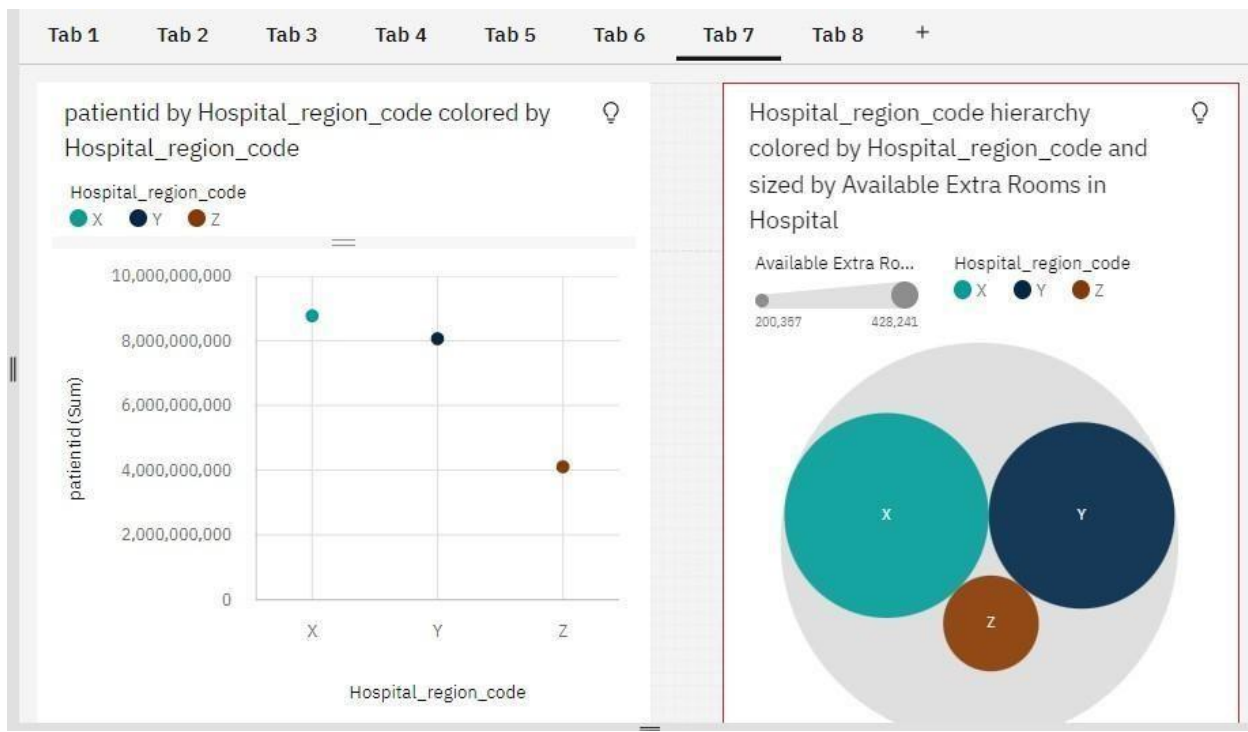 Tab 1 Tab 2 Tab 3 Tab 4 Tab 5 Tab 6 Tab 7 Tab 8 +
patientid by Hospital_region_code colored by
Hospital_region_code
Hospital_region_code
X Y Z
10,000,000,000
8,000,000,000
6,000,000,000
4,000,000,000
2,000,000,000
0
patientid (Sum)
X Y Z
Hospital_region_code
Hospital_region_code hierarchy
colored by Hospital_region_code and
sized by Available Extra Rooms in
Hospital
Available Extra Ro...
200,357 428,241
Hospital_region_code
X Y Z
X
Y
Z